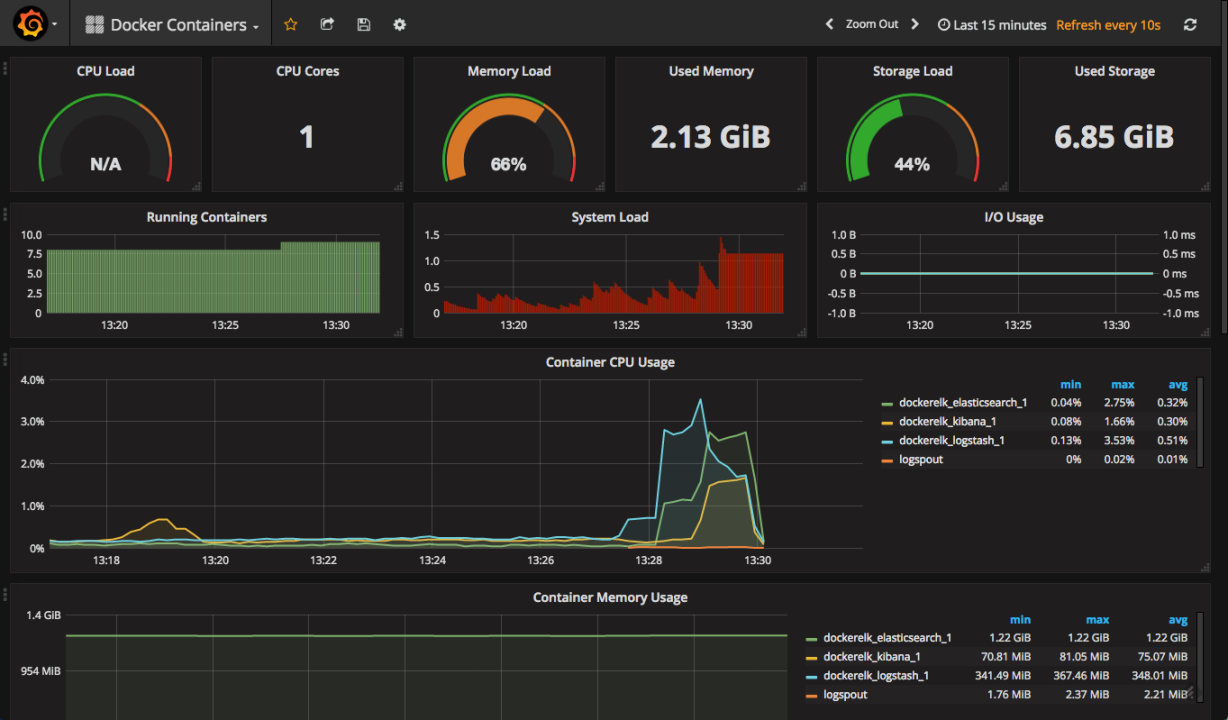 Docker Containers
Zoom Out
Last 15 minutes
Refresh every 10s
CPU Load
CPU Cores
Memory Load
Used Memory
Storage Load
Used Storage
N/A
1
66%
2.13 GiB
44%
6.85 GiB
Running Containers
10.0
7.5
5.0
2.5
0
13:20 13:25 13:30
System Load
1.5
1.0
0.5
0
13:20 13:25 13:30
I/O Usage
1.0 B 1.0 ms
0.5 B 0.5 ms
0 B 0 ms
-0.5 B -0.5 ms
-1.0 B -1.0 ms
13:20 13:25 13:30
Container CPU Usage
4.0%
3.0%
2.0%
1.0%
0%
13:18 13:20 13:22 13:24 13:26 13:28 13:30
min max avg
dockerelk_elasticsearch_1 0.04% 2.75% 0.32%
dockerelk_kibana_1 0.08% 1.66% 0.30%
dockerelk_logstash_1 0.13% 3.53% 0.51%
logspout 0% 0.02% 0.01%
Container Memory Usage
1.4 GiB
954 MiB
min max avg
dockerelk_elasticsearch_1 1.22 GiB 1.22 GiB 1.22 GiB
dockerelk_kibana_1 70.81 MiB 81.05 MiB 75.07 MiB
dockerelk_logstash_1 341.49 MiB 367.46 MiB 348.01 MiB
logspout 1.76 MiB 2.37 MiB 2.21 MiB